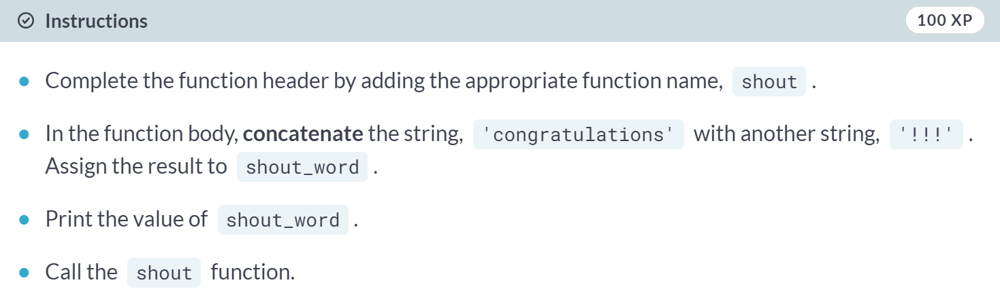 Instructions 100 XP
Complete the function header by adding the appropriate function name, shout .
In the function body, concatenate the string, 'congratulations' with another string, '!!!' .
Assign the result to shout_word .
Print the value of shout_word .
Call the shout function.